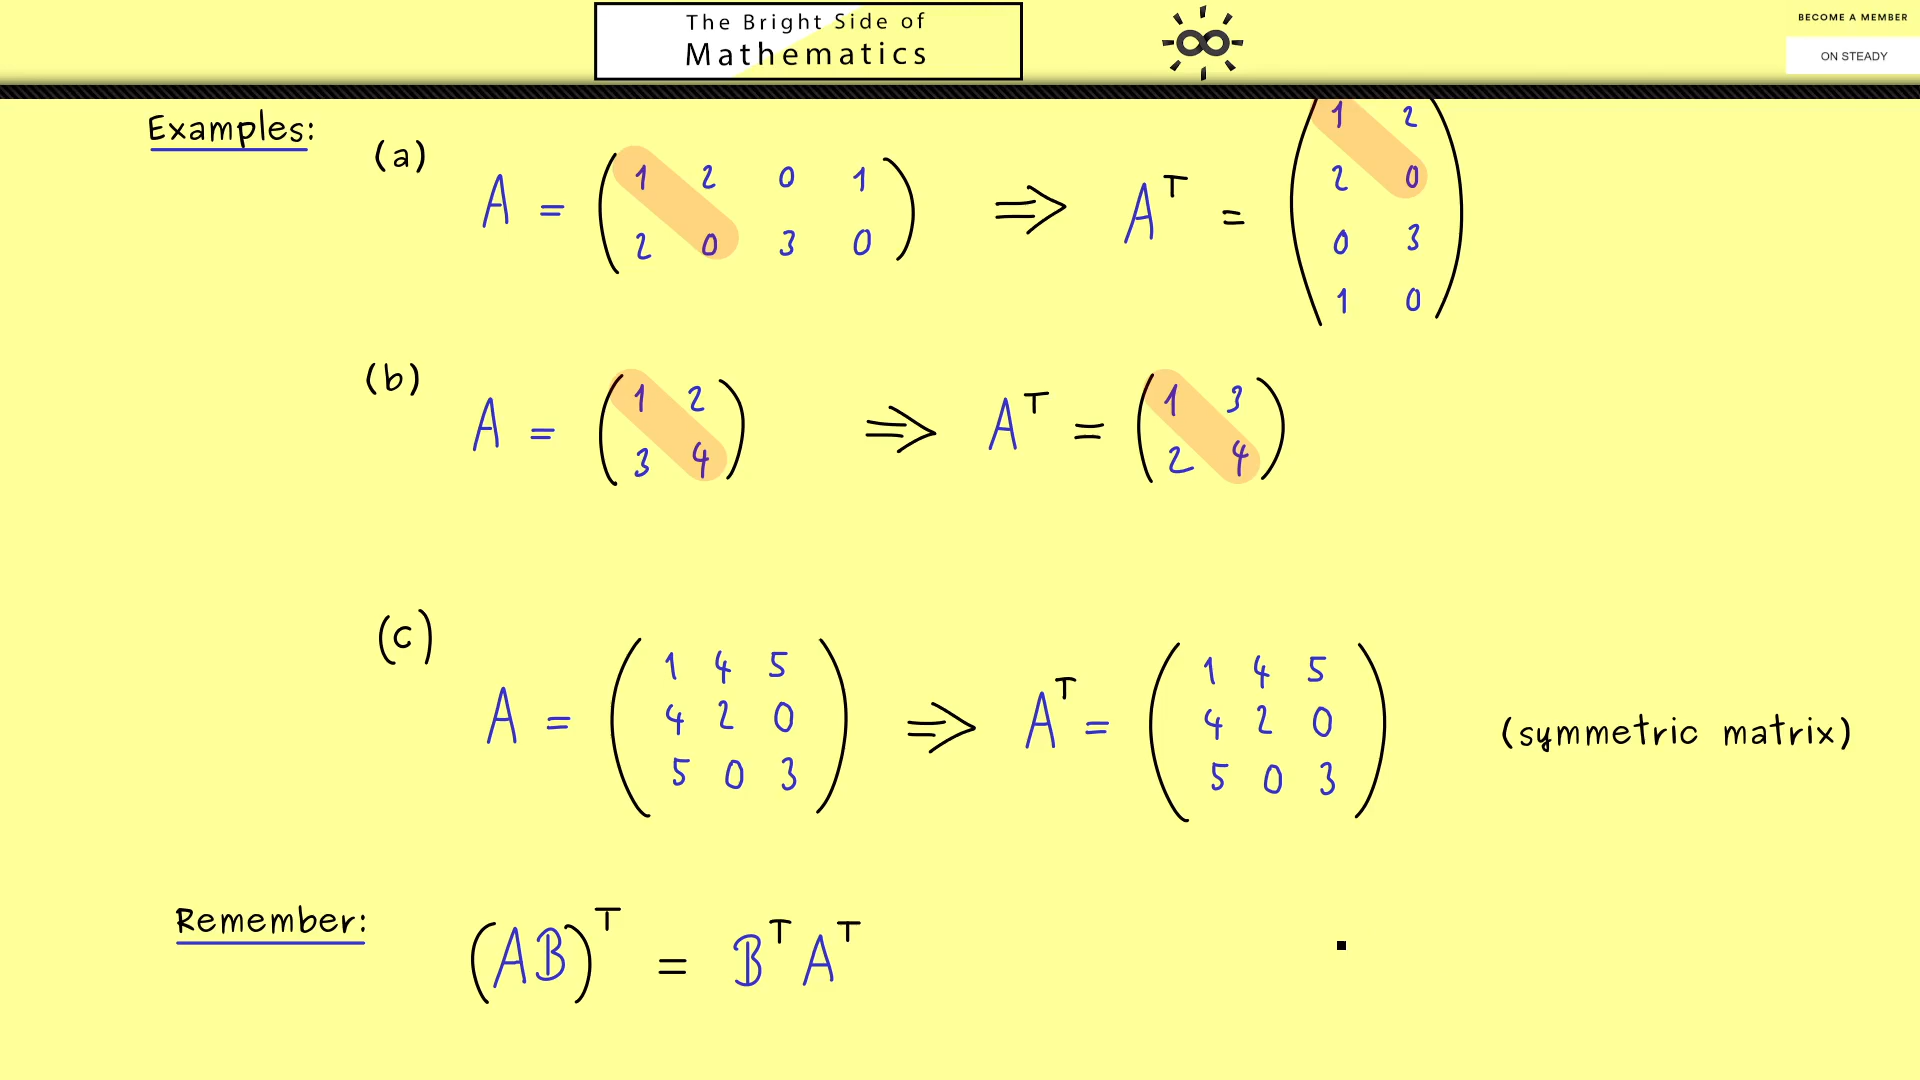 The Bright Side of
Mathematics
BECOME A MEMBER
ON STEADY
Examples:
(a) A = ( 1 2 0 1 ; 2 0 3 0 ) ⇒ A^T = ( 1 2 ; 2 0 ; 0 3 ; 1 0 )
(b) A = ( 1 2 ; 3 4 ) ⇒ A^T = ( 1 3 ; 2 4 )
(c) A = ( 1 4 5 ; 4 2 0 ; 5 0 3 ) ⇒ A^T = ( 1 4 5 ; 4 2 0 ; 5 0 3 ) (symmetric matrix)
Remember: (AB)^T = B^T A^T